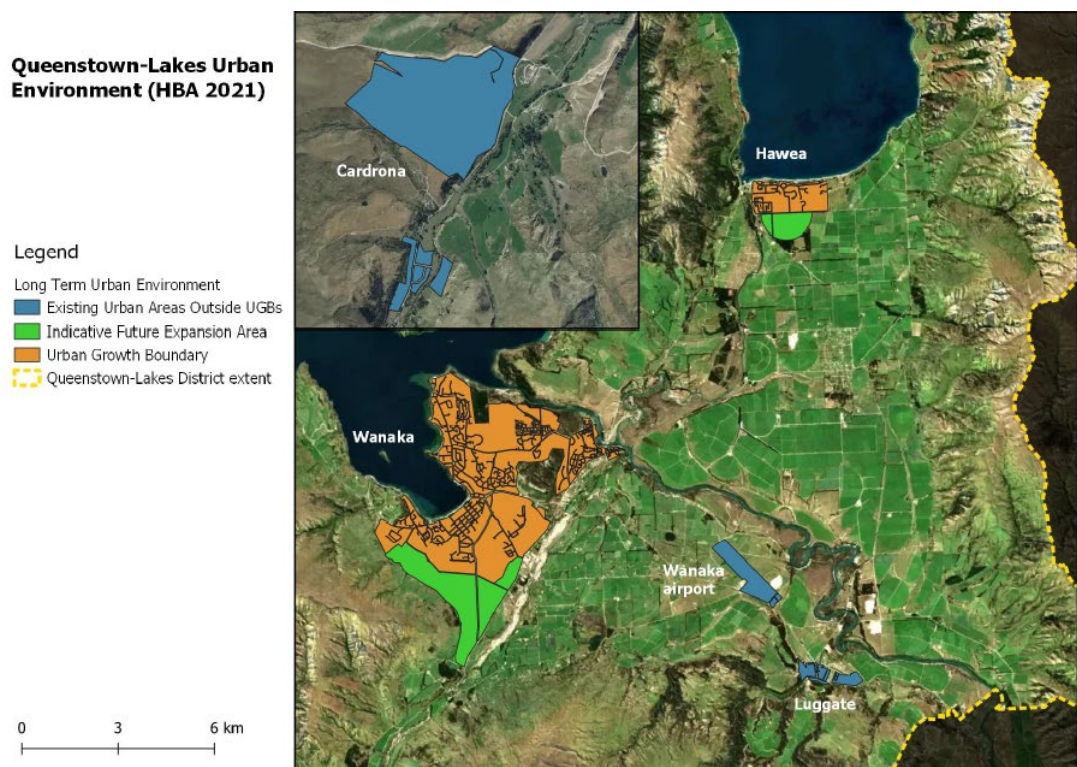 Queenstown-Lakes Urban
Environment (HBA 2021)
Legend
Long Term Urban Environment
Existing Urban Areas Outside UGBs
Indicative Future Expansion Area
Urban Growth Boundary
Queenstown-Lakes District extent
0 3 6 km
Cardrona
Hawea
Wanaka
Wānaka
airport
Luggate